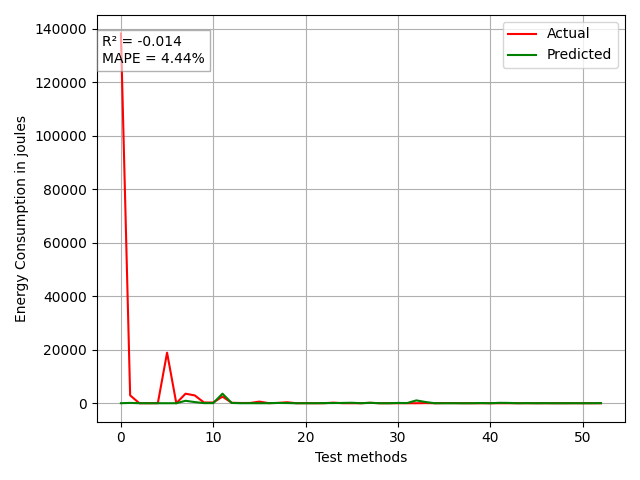 R² = -0.014
MAPE = 4.44%
Actual
Predicted
Energy Consumption in joules
140000
120000
100000
80000
60000
40000
20000
0
0 10 20 30 40 50
Test methods